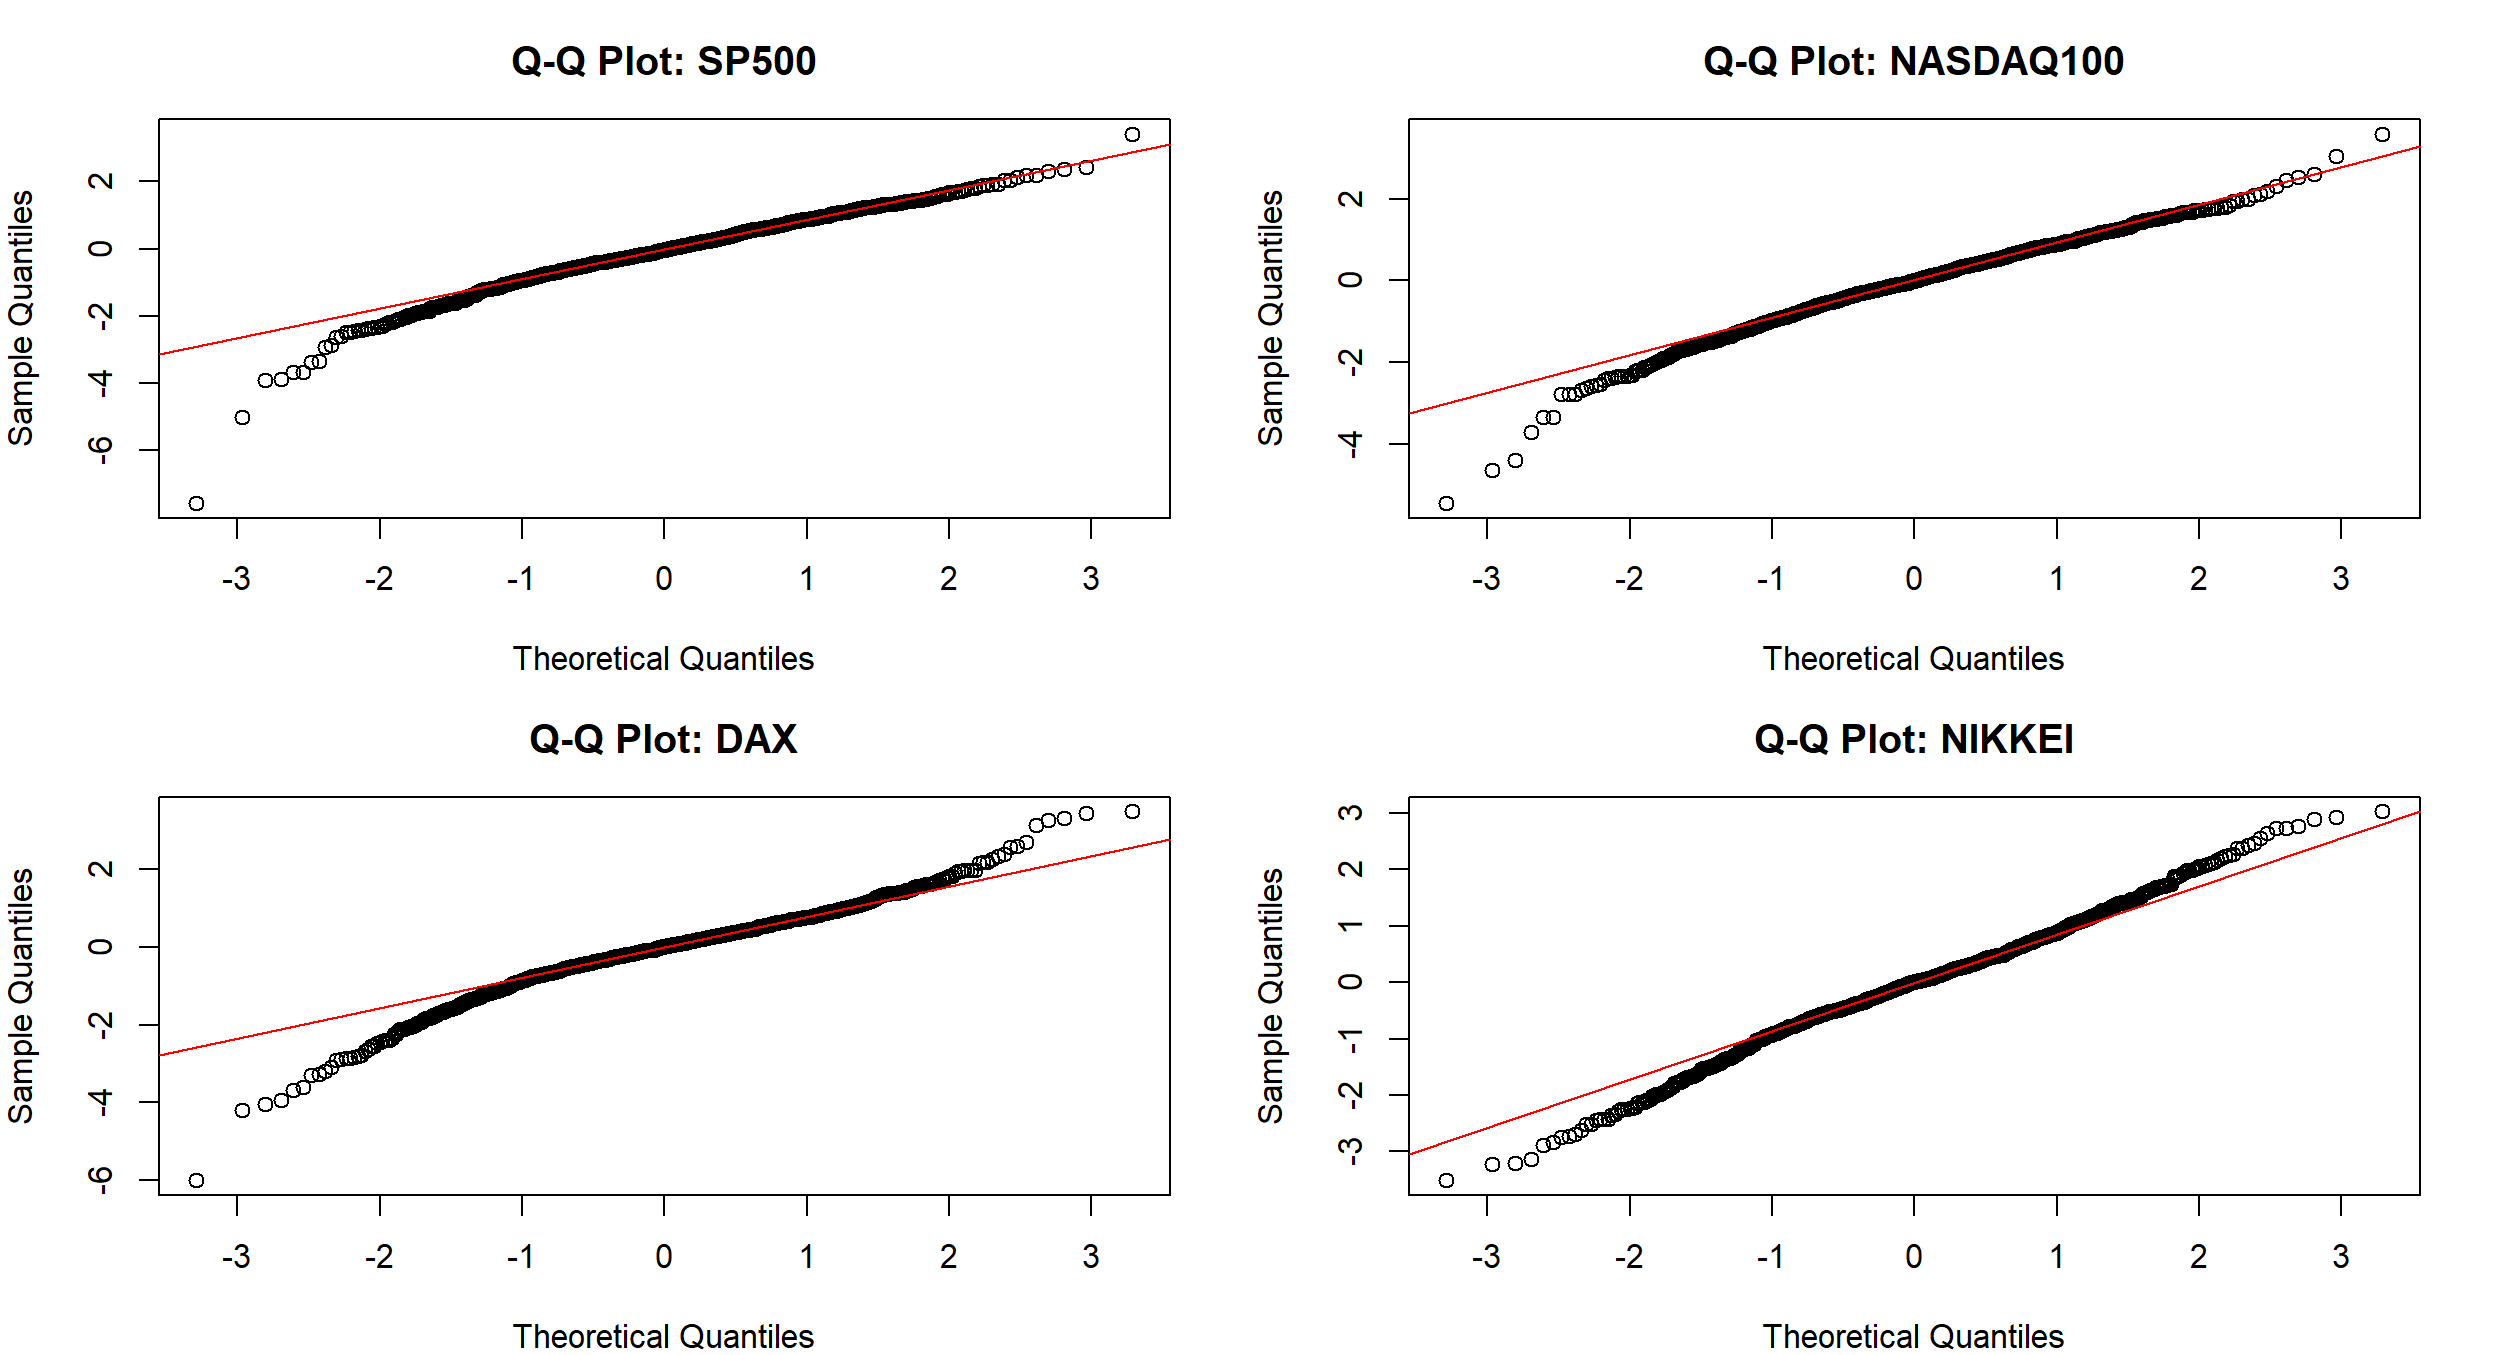 Q-Q Plot: SP500
Sample Quantiles
2
0
-2
-4
-6
-3 -2 -1 0 1 2 3
Theoretical Quantiles
Q-Q Plot: NASDAQ100
Sample Quantiles
2
0
-2
-4
-3 -2 -1 0 1 2 3
Theoretical Quantiles
Q-Q Plot: DAX
Sample Quantiles
2
0
-2
-4
-6
-3 -2 -1 0 1 2 3
Theoretical Quantiles
Q-Q Plot: NIKKEI
Sample Quantiles
3
2
1
0
-1
-2
-3
-3 -2 -1 0 1 2 3
Theoretical Quantiles